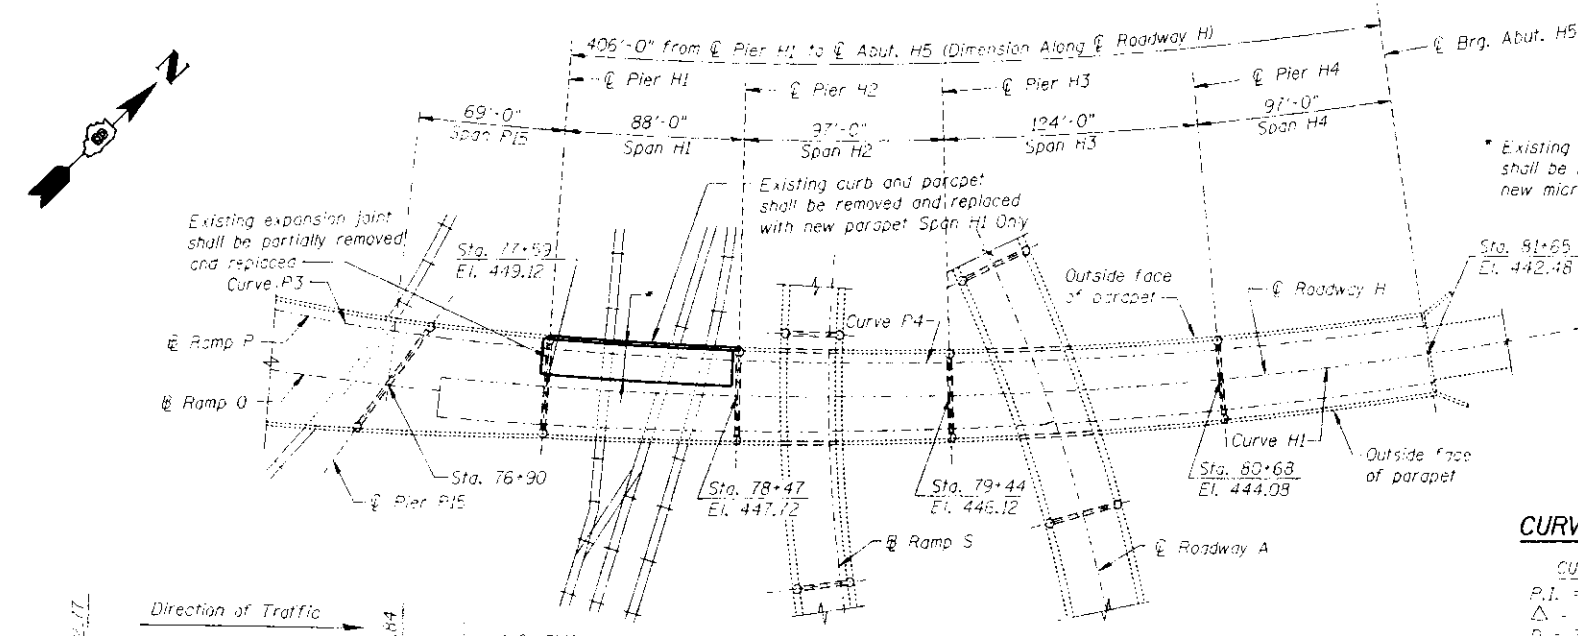 N
406'-0" from ℄ Pier H1 to ℄ Abut. H5 (Dimension Along ℄ Roadway H)
℄ Brg. Abut. H5
℄ Pier H1
℄ Pier H2
℄ Pier H3
℄ Pier H4
69'-0"
Span P15
88'-0"
Span H1
97'-0"
Span H2
124'-0"
Span H3
97'-0"
Span H4
* Existing
shall be
new micr
Existing curb and parapet
shall be removed and replaced
with new parapet Span H1 Only
Existing expansion joint
shall be partially removed
and replaced
Curve P3
Sta. 77+59
El. 449.12
Outside face
of parapet
℄ Roadway H
Sta. 81+65
El. 442.48
Curve P4
Ramp P
Ramp O
Sta. 76+90
℄ Pier P15
Sta. 78+47
El. 447.72
Sta. 79+44
El. 446.12
Curve H1
Sta. 80+68
El. 444.08
Outside face
of parapet
Ramp S
℄ Roadway A
CURV
CU
P.I. =
Δ
Direction of Traffic
.84